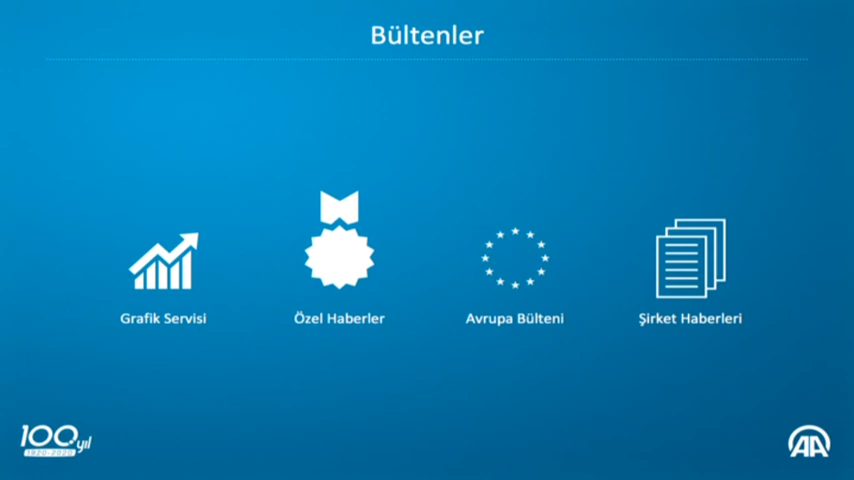 Bültenler
Grafik Servisi
Özel Haberler
Avrupa Bülteni
Şirket Haberleri
100.yıl
1920-2020
AA